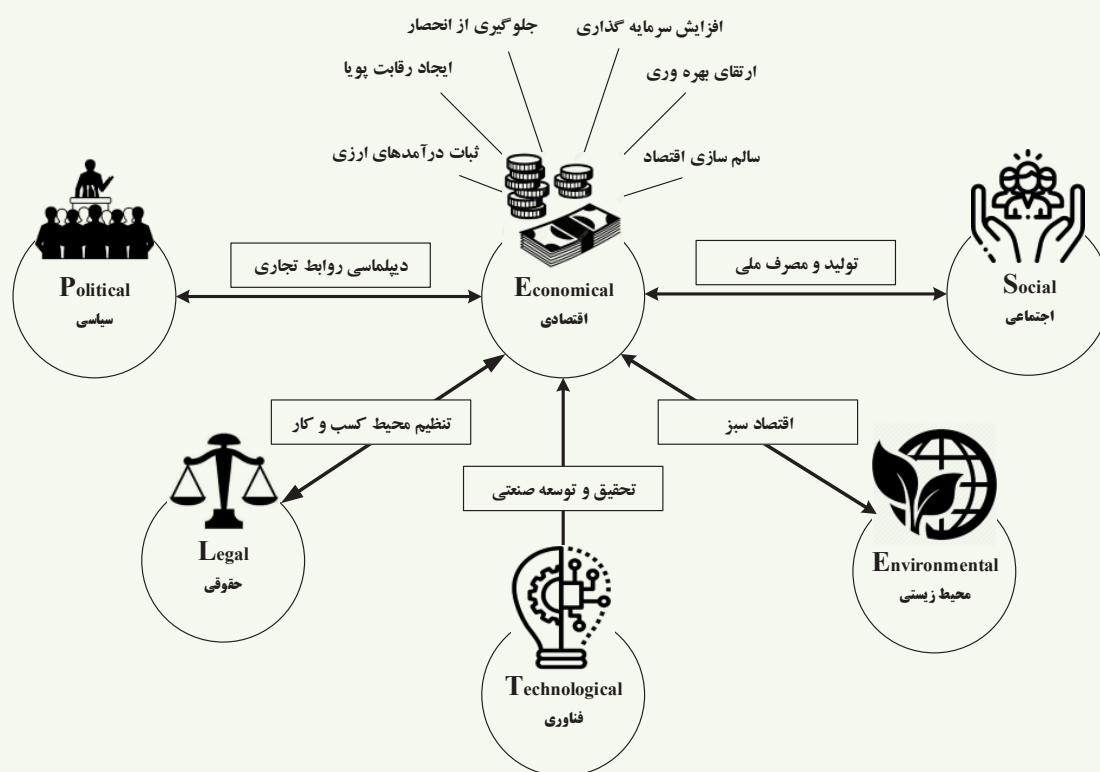 افزایش سرمایه گذاری
جلوگیری از انحصار
ارتقای بهره وری
ایجاد رقابت پویا
سالم سازی اقتصاد
ثبات درآمدهای ارزی
تولید و مصرف ملی
دیپلماسی روابط تجاری
Political
سیاسی
Economical
اقتصادی
Social
اجتماعی
تنظیم محیط کسب و کار
اقتصاد سبز
تحقیق و توسعه صنعتی
Legal
حقوقی
Environmental
محیط زیستی
Technological
فناوری